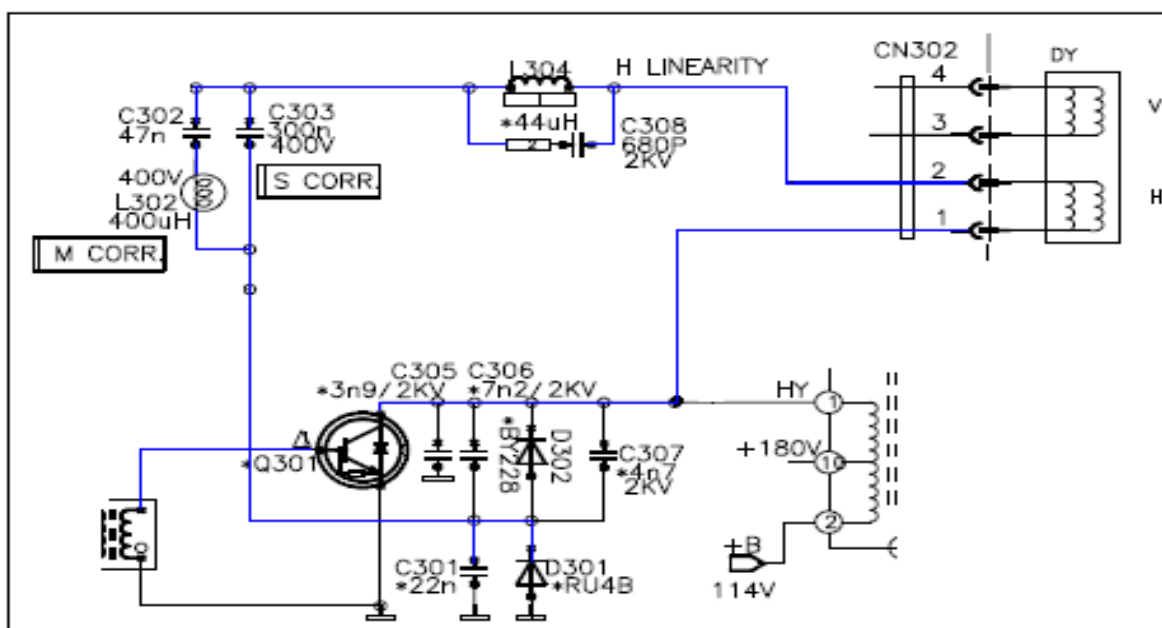 L304
H LINEARITY
CN302
DY
4
3
2
1
V
H
C302
47n
C303
300n
400V
*44uH
2
C308
680P
2KV
400V
L302
400uH
S CORR.
M CORR.
C305
C306
*3n9/2KV
*7n2/2KV
HY
1
*Q301
*BY228
D302
C307
*4n7
2KV
+180V
10
2
+B
114V
C301
*22n
D301
*RU4B